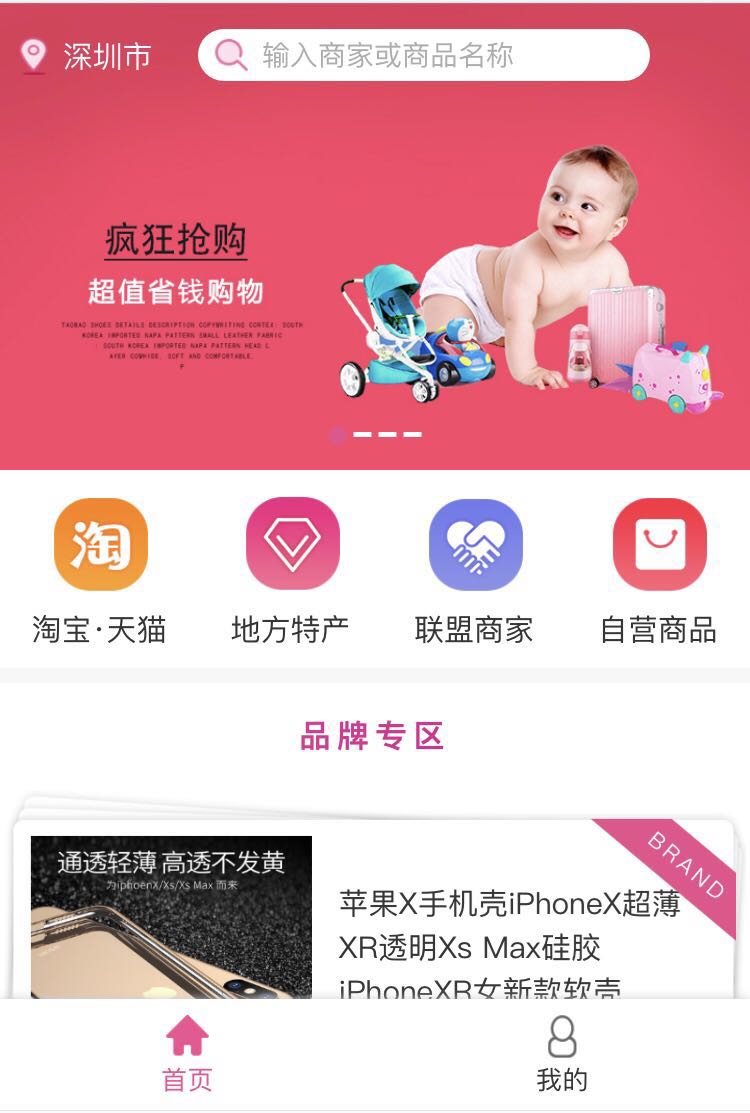 深圳市
输入商家或商品名称
疯狂抢购
超值省钱购物
TAOBAO SHOES DETAILS DESCRIPTION COPYWRITING CORTEX: SOUTH
KOREA IMPORTED NAPA PATTERN SMALL LEATHER FABRIC
: SOUTH KOREA IMPORTED NAPA PATTERN HEAD L
AYER COWHIDE, SOFT AND COMFORTABLE,
P
淘
淘宝·天猫
地方特产
联盟商家
自营商品
品牌专区
BRAND
通透轻薄 高透不发黄
为iphoenX/Xs/Xs Max 而来
苹果X手机壳iPhoneX超薄
XR透明Xs Max硅胶
iPhoneXR女新款软壳
首页
我的